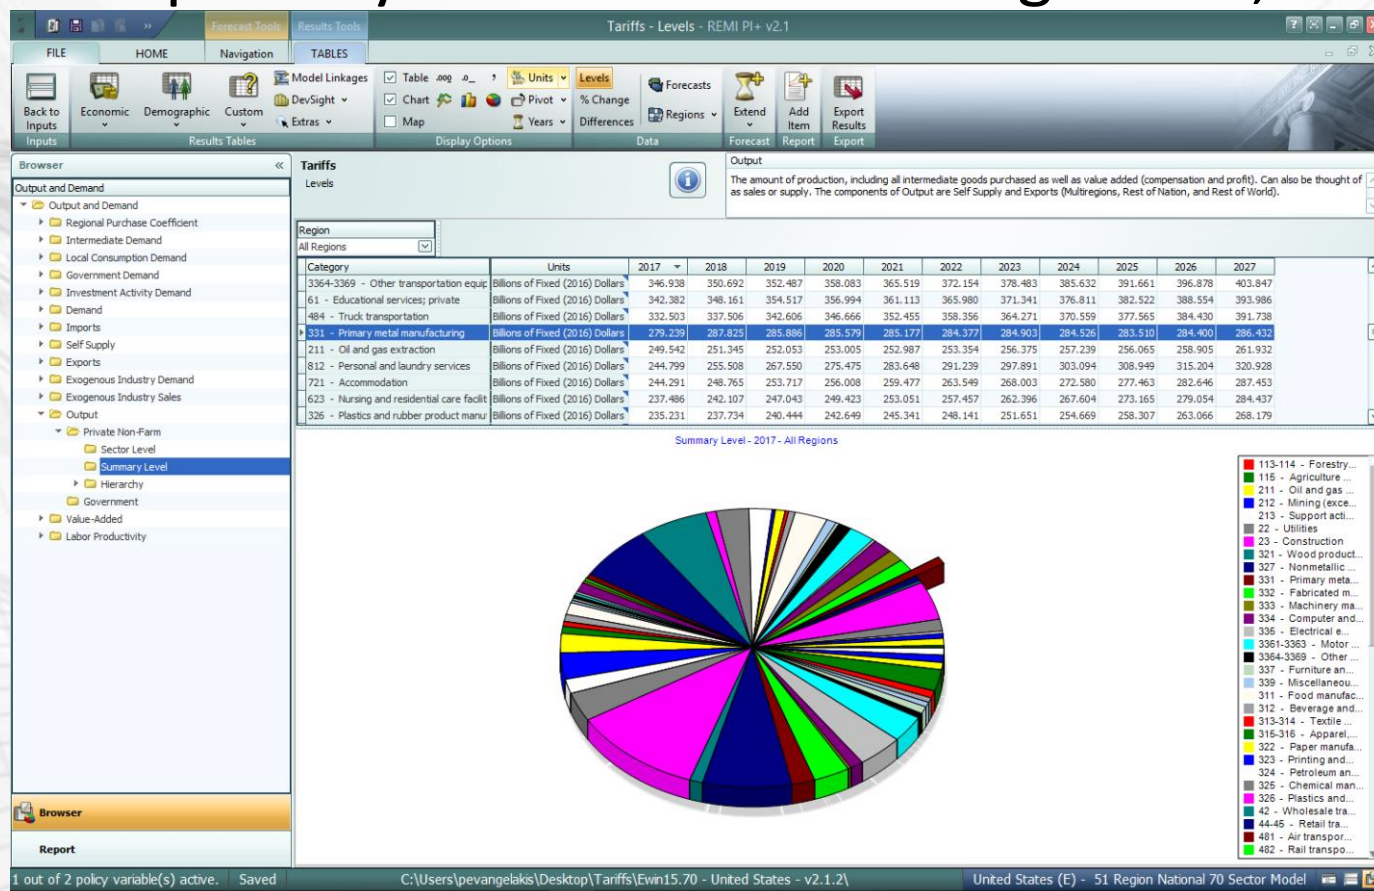 Forecast Tools Results Tools Tariffs - Levels - REMI PI+ v2.1
FILE HOME Navigation TABLES
Back to Inputs
Economic
Demographic
Custom
Model Linkages
DevSight
Extras
Table
Chart
Map
Units
Pivot
Years
Levels
% Change
Differences
Forecasts
Regions
Extend
Add Item
Export Results
Inputs Results Tables Display Options Data Forecast Report Export
Browser «
Output and Demand
Output and Demand
Regional Purchase Coefficient
Intermediate Demand
Local Consumption Demand
Government Demand
Investment Activity Demand
Demand
Imports
Self Supply
Exports
Exogenous Industry Demand
Exogenous Industry Sales
Output
Private Non-Farm
Sector Level
Summary Level
Hierarchy
Government
Value-Added
Labor Productivity
Browser
Report
Tariffs
Levels
Output
The amount of production, including all intermediate goods purchased as well as value added (compensation and profit). Can also be thought of
as sales or supply. The components of Output are Self Supply and Exports (Multiregions, Rest of Nation, and Rest of World).
Region
All Regions
Category Units 2017 2018 2019 2020 2021 2022 2023 2024 2025 2026 2027
3364-3369 - Other transportation equip Billions of Fixed (2016) Dollars 346.938 350.692 352.487 358.083 365.519 372.154 378.483 385.632 391.661 396.878 403.847
61 - Educational services; private Billions of Fixed (2016) Dollars 342.382 348.161 354.517 356.994 361.113 365.980 371.341 376.811 382.522 388.554 393.986
484 - Truck transportation Billions of Fixed (2016) Dollars 332.503 337.506 342.606 346.666 352.455 358.356 364.271 370.559 377.565 384.430 391.738
331 - Primary metal manufacturing Billions of Fixed (2016) Dollars 279.239 287.825 285.886 285.579 285.177 284.377 284.903 284.526 283.510 284.400 286.432
211 - Oil and gas extraction Billions of Fixed (2016) Dollars 249.542 251.345 252.053 253.005 252.987 253.354 256.375 257.239 256.065 258.905 261.932
812 - Personal and laundry services Billions of Fixed (2016) Dollars 244.799 255.508 267.550 275.475 283.648 291.239 297.891 303.094 308.949 315.204 320.928
721 - Accommodation Billions of Fixed (2016) Dollars 244.291 248.765 253.717 256.008 259.477 263.549 268.003 272.580 277.463 282.646 287.453
623 - Nursing and residential care facilit Billions of Fixed (2016) Dollars 237.486 242.107 247.043 249.423 253.051 257.457 262.396 267.604 273.165 279.054 284.437
326 - Plastics and rubber product manu Billions of Fixed (2016) Dollars 235.231 237.734 240.444 242.649 245.341 248.141 251.651 254.669 258.307 263.066 268.179
Summary Level - 2017 - All Regions
113-114 - Forestry...
115 - Agriculture ...
211 - Oil and gas ...
212 - Mining (exce...
213 - Support acti...
22 - Utilities
23 - Construction
321 - Wood product...
327 - Nonmetallic ...
331 - Primary meta...
332 - Fabricated m...
333 - Machinery ma...
334 - Computer and...
335 - Electrical e...
3361-3363 - Motor ...
3364-3369 - Other ...
337 - Furniture an...
339 - Miscellaneou...
311 - Food manufac...
312 - Beverage and...
313-314 - Textile ...
315-316 - Apparel,...
322 - Paper manufa...
323 - Printing and...
324 - Petroleum an...
325 - Chemical man...
326 - Plastics and...
42 - Wholesale tra...
44-45 - Retail tra...
481 - Air transpor...
482 - Rail transpo...
1 out of 2 policy variable(s) active. Saved C:\Users\pevangelakis\Desktop\Tariffs\Ewin15.70 - United States - v2.1.2\ United States (E) - 51 Region National 70 Sector Model